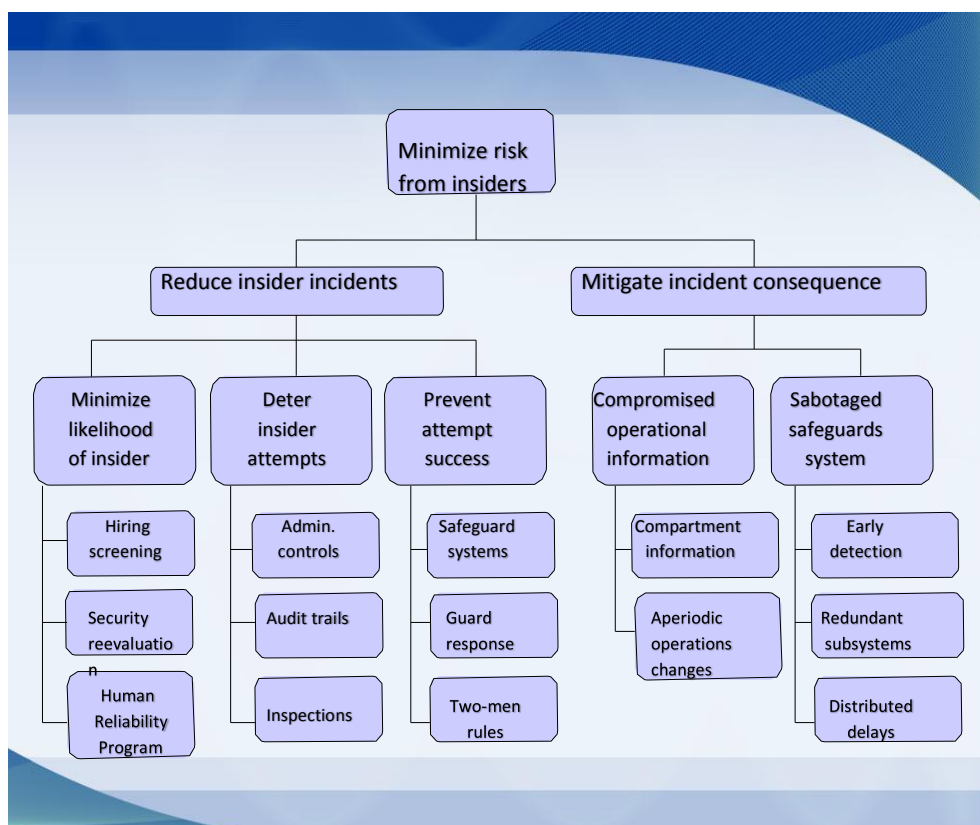 Minimize risk
from insiders
Reduce insider incidents
Mitigate incident consequence
Minimize
likelihood
of insider
Deter
insider
attempts
Prevent
attempt
success
Compromised
operational
information
Sabotaged
safeguards
system
Hiring
screening
Security
reevaluatio
n
Human
Reliability
Program
Admin.
controls
Audit trails
Inspections
Safeguard
systems
Guard
response
Two-men
rules
Compartment
information
Aperiodic
operations
changes
Early
detection
Redundant
subsystems
Distributed
delays